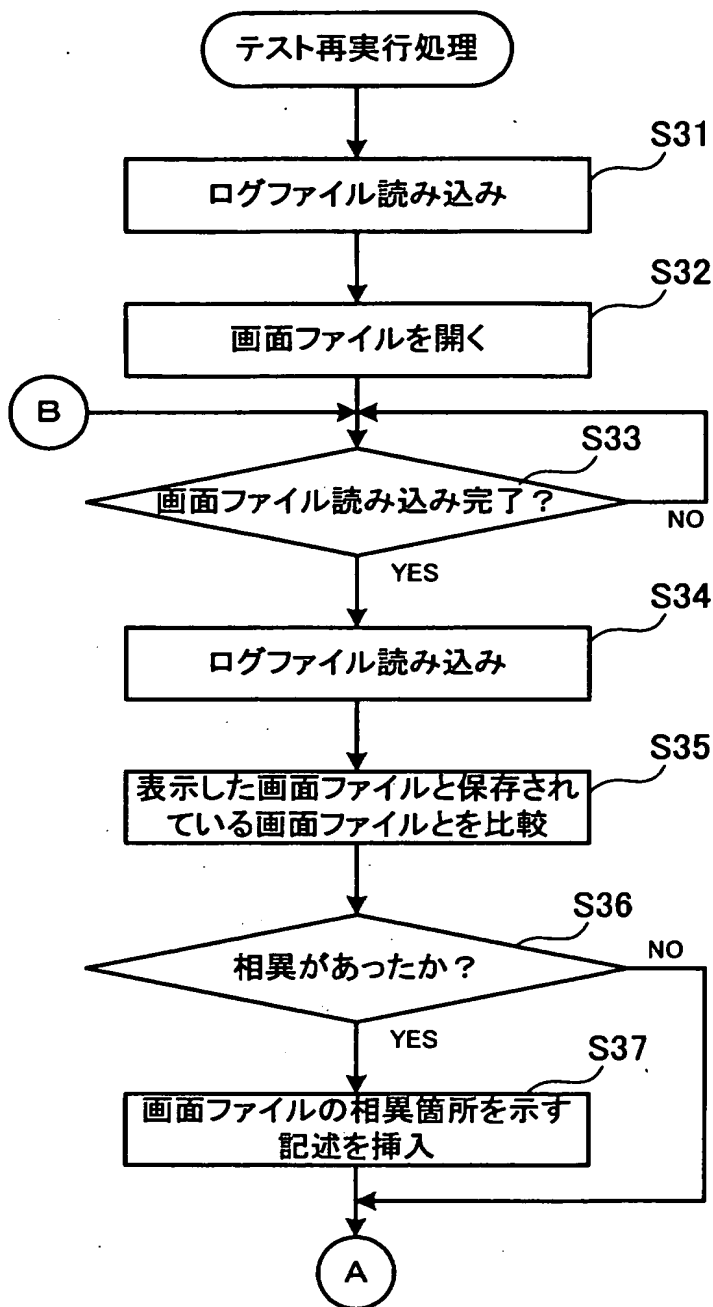 テスト再実行処理
S31
ログファイル読み込み
S32
画面ファイルを開く
B
S33
画面ファイル読み込み完了？
NO
YES
S34
ログファイル読み込み
S35
表示した画面ファイルと保存され
ている画面ファイルとを比較
S36
相異があったか？
NO
YES
S37
画面ファイルの相異箇所を示す
記述を挿入
A